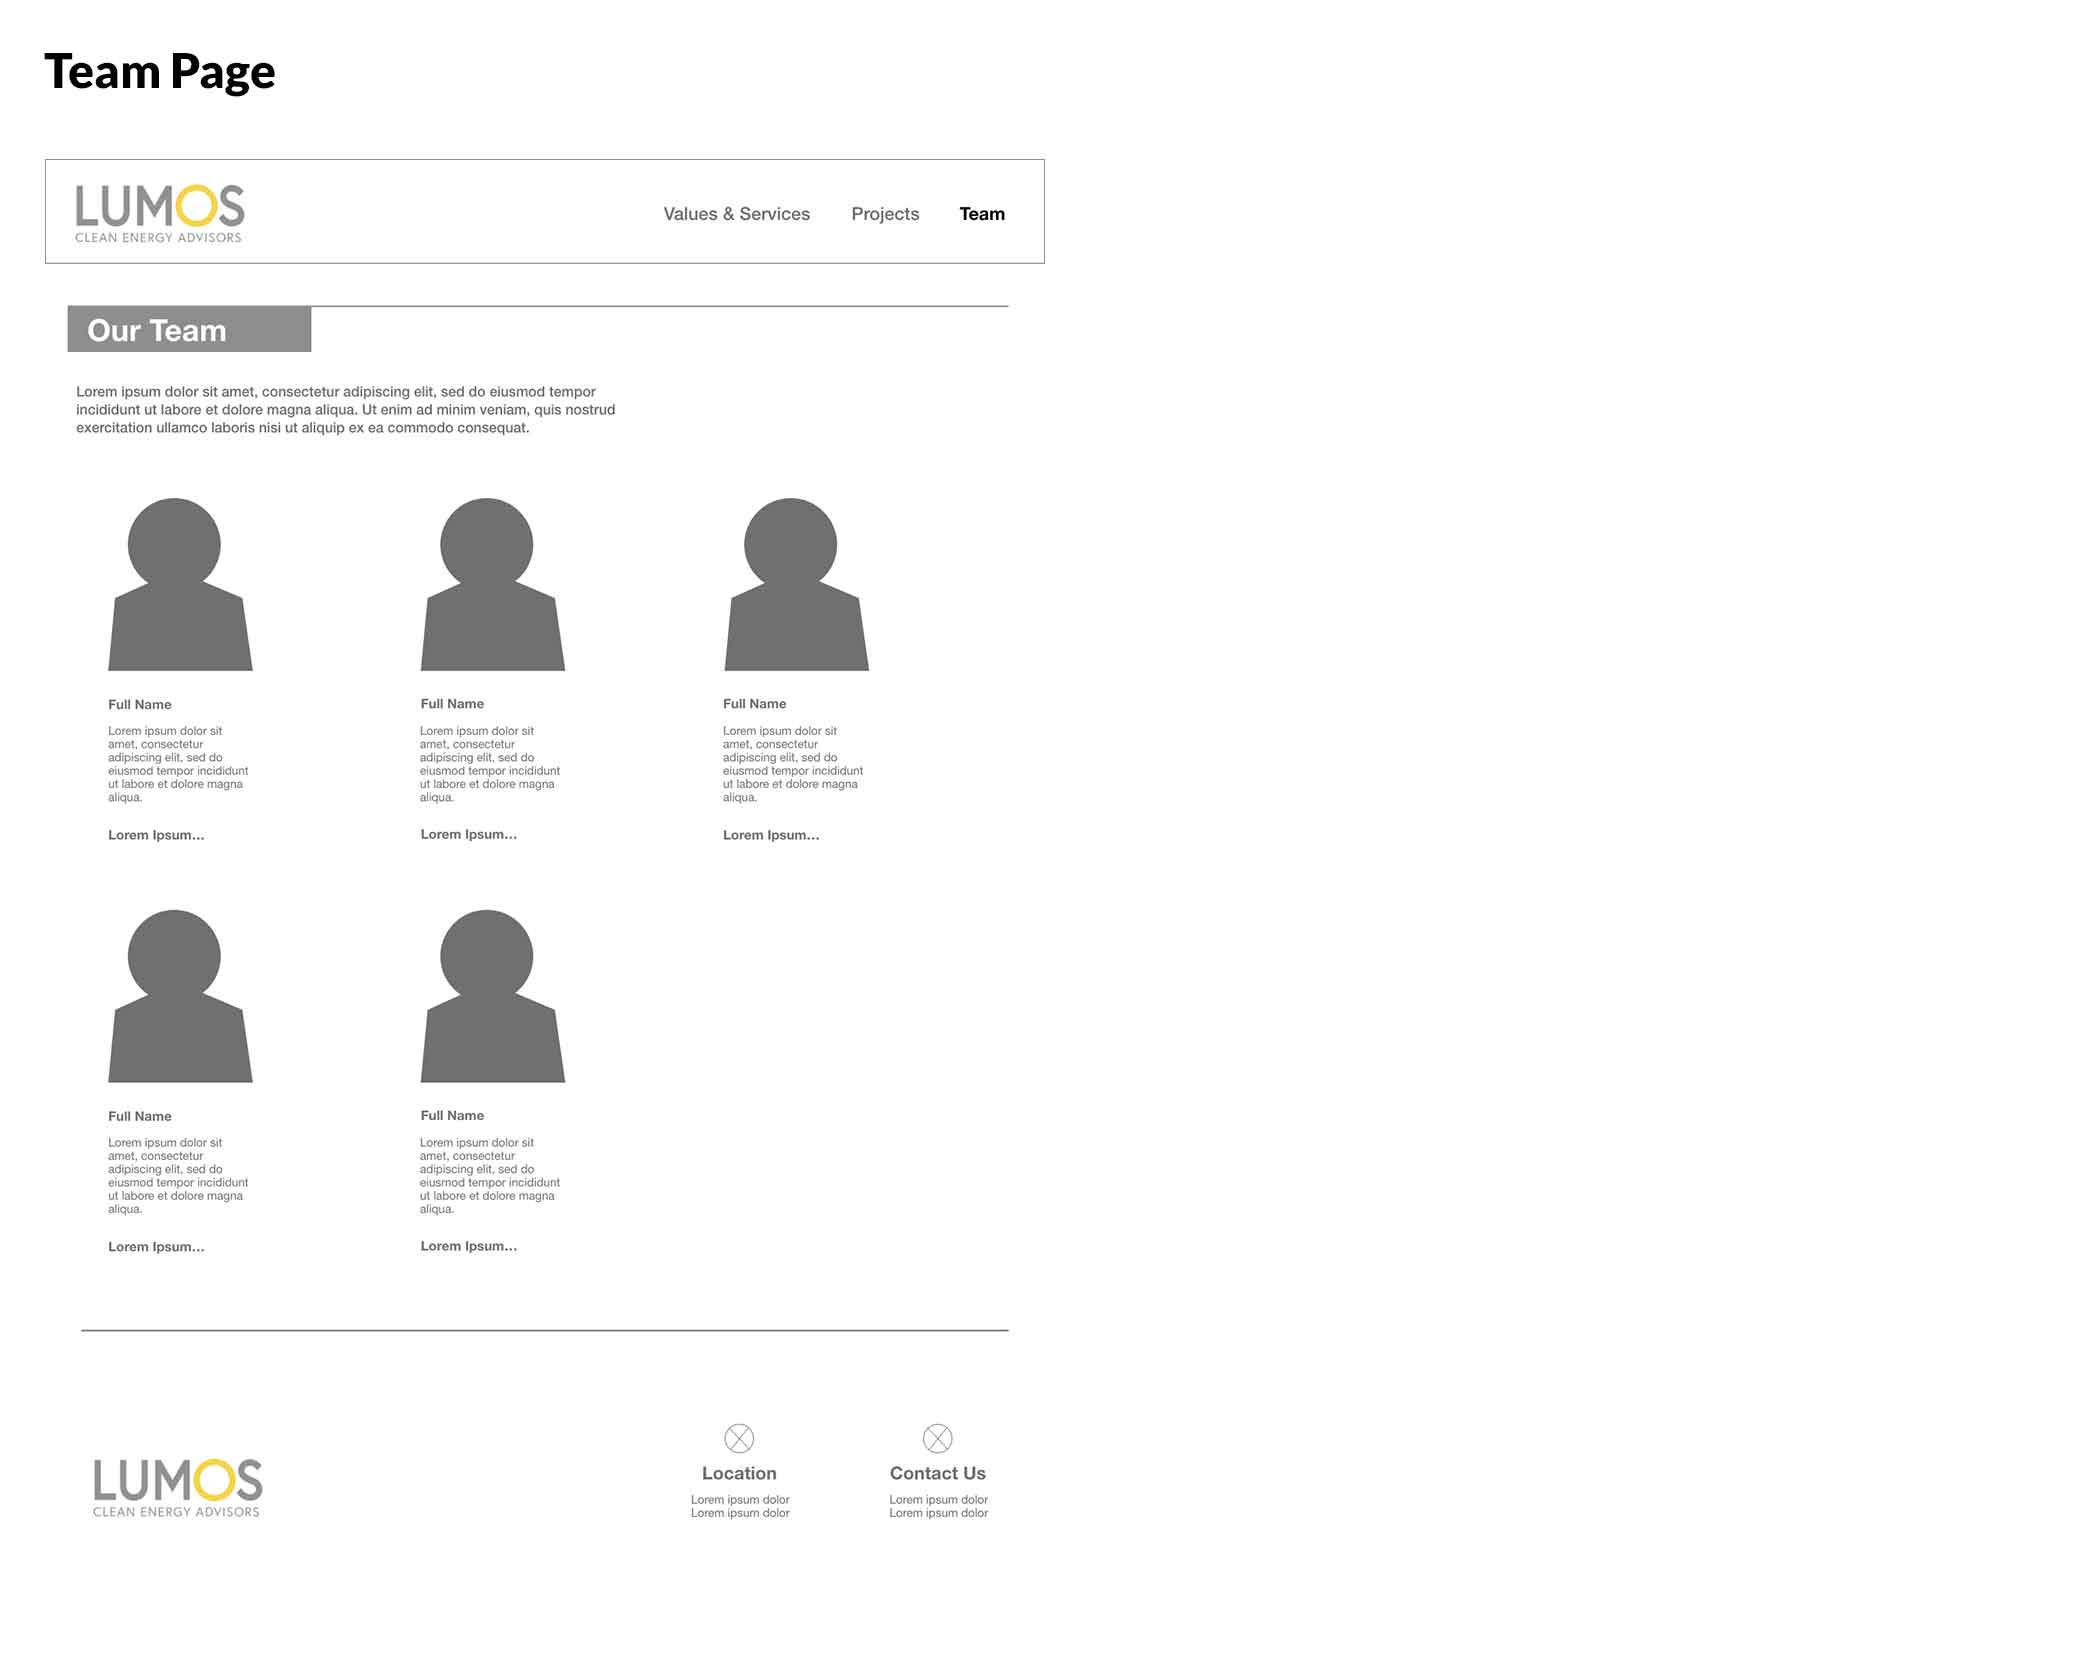 Team Page
LUMOS
CLEAN ENERGY ADVISORS
Values & Services
Projects
Team
Our Team
Lorem ipsum dolor sit amet, consectetur adipiscing elit, sed do eiusmod tempor
incididunt ut labore et dolore magna aliqua. Ut enim ad minim veniam, quis nostrud
exercitation ullamco laboris nisi ut aliquip ex ea commodo consequat.
Full Name
Lorem ipsum dolor sit
amet, consectetur
adipiscing elit, sed do
eiusmod tempor incididunt
ut labore et dolore magna
aliqua.
Lorem Ipsum...
Full Name
Lorem ipsum dolor sit
amet, consectetur
adipiscing elit, sed do
eiusmod tempor incididunt
ut labore et dolore magna
aliqua.
Lorem Ipsum...
Full Name
Lorem ipsum dolor sit
amet, consectetur
adipiscing elit, sed do
eiusmod tempor incididunt
ut labore et dolore magna
aliqua.
Lorem Ipsum...
Full Name
Lorem ipsum dolor sit
amet, consectetur
adipiscing elit, sed do
eiusmod tempor incididunt
ut labore et dolore magna
aliqua.
Lorem Ipsum...
Full Name
Lorem ipsum dolor sit
amet, consectetur
adipiscing elit, sed do
eiusmod tempor incididunt
ut labore et dolore magna
aliqua.
Lorem Ipsum...
LUMOS
CLEAN ENERGY ADVISORS
Location
Lorem ipsum dolor
Lorem ipsum dolor
Contact Us
Lorem ipsum dolor
Lorem ipsum dolor